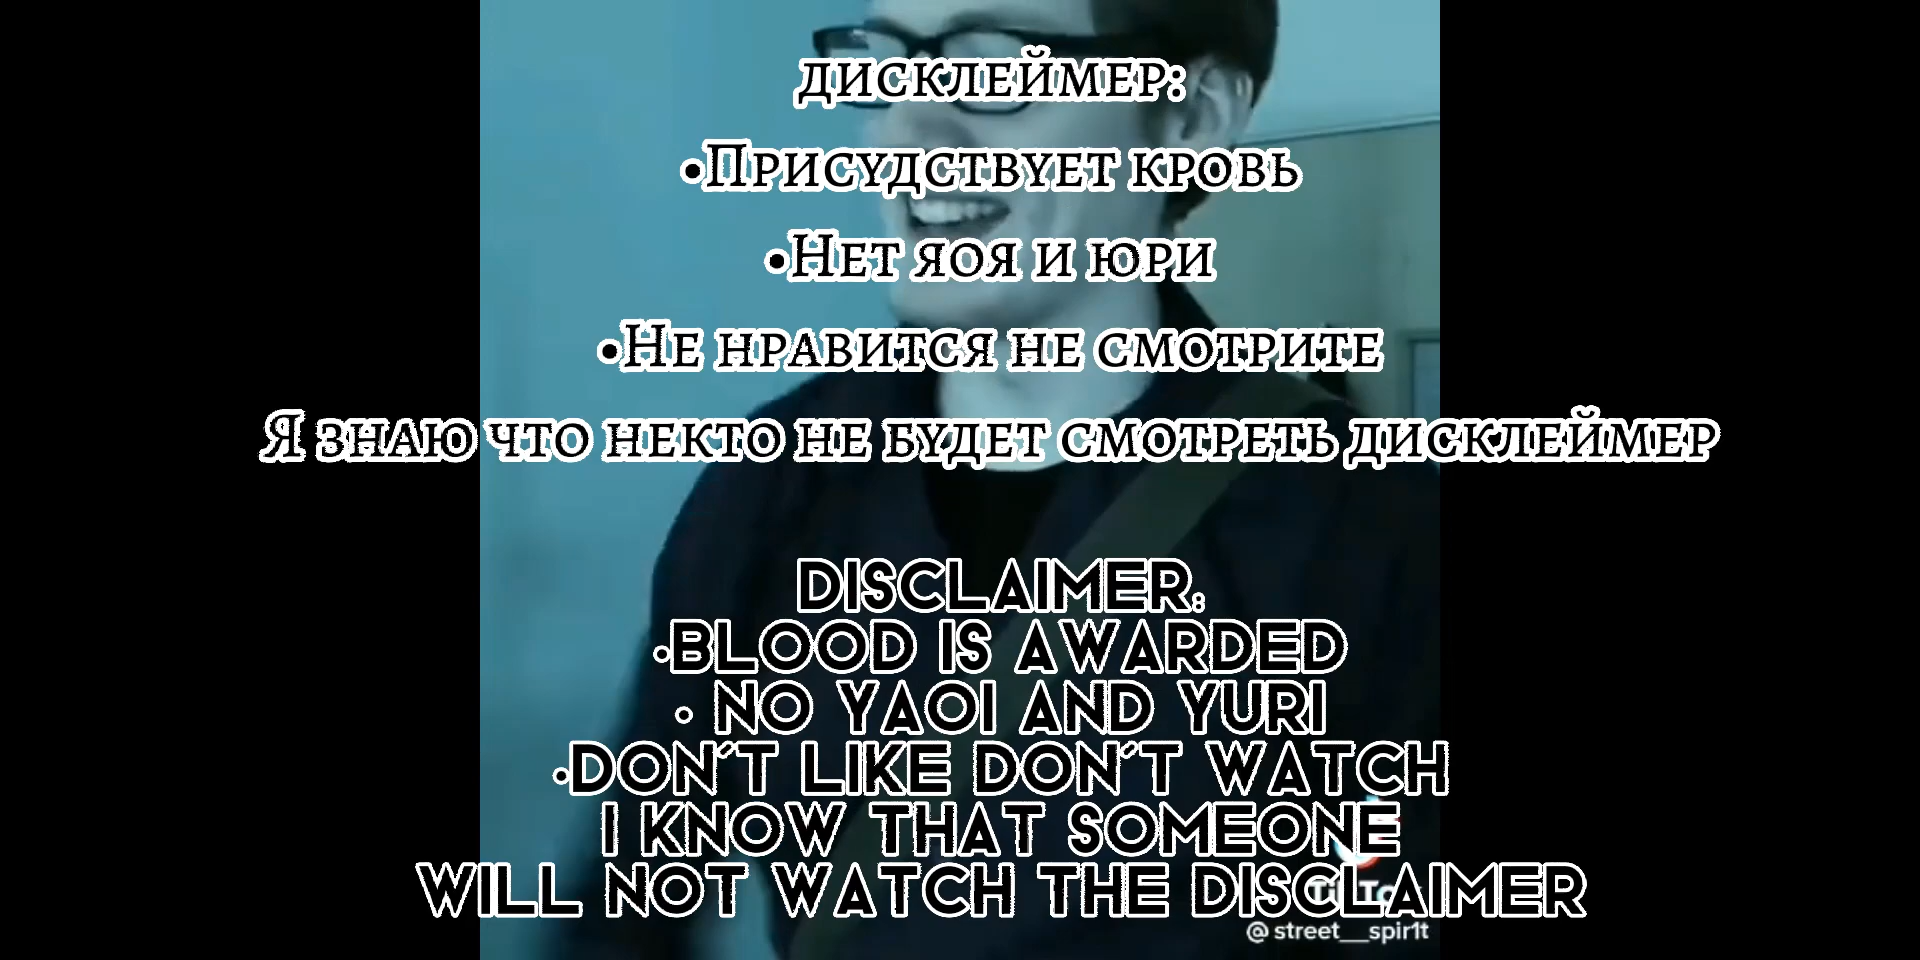 дисклеймер:
•Присудствует кровь
•Нет яоя и юри
•Не нравится не смотрите
Я знаю что некто не будет смотреть дисклеймер
DISCLAIMER:
•BLOOD IS AWARDED
• NO YAOI AND YURI
•DON'T LIKE DON'T WATCH
I KNOW THAT SOMEONE
WILL NOT WATCH THE DISCLAIMER
TikTok
@ street__spir1t